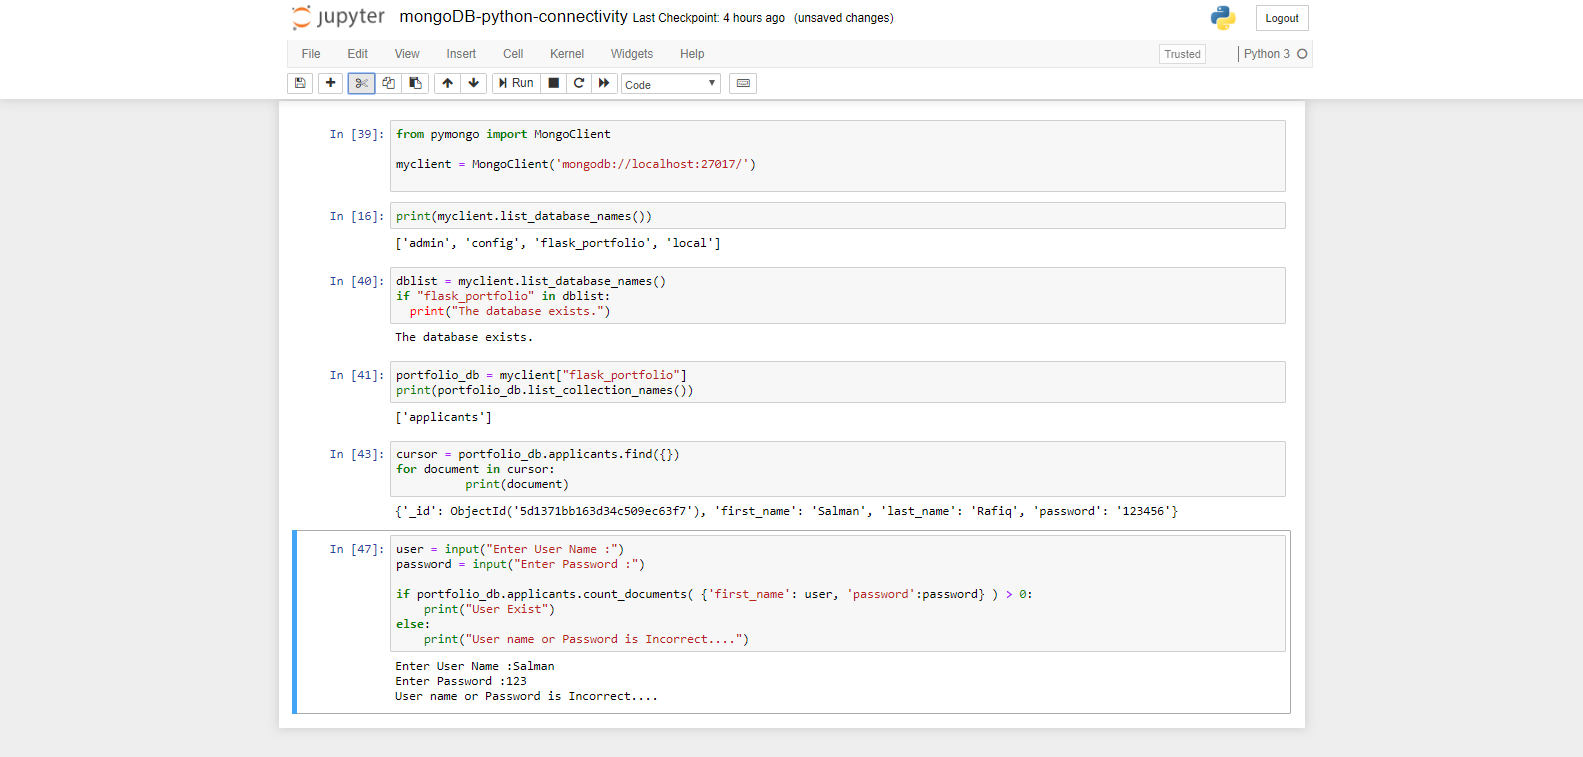 jupyter mongoDB-python-connectivity Last Checkpoint: 4 hours ago (unsaved changes) Logout
File Edit View Insert Cell Kernel Widgets Help Trusted Python 3
Run Code
In [39]: from pymongo import MongoClient
myclient = MongoClient('mongodb://localhost:27017/')
In [16]: print(myclient.list_database_names())
['admin', 'config', 'flask_portfolio', 'local']
In [40]: dblist = myclient.list_database_names()
if "flask_portfolio" in dblist:
  print("The database exists.")
The database exists.
In [41]: portfolio_db = myclient["flask_portfolio"]
print(portfolio_db.list_collection_names())
['applicants']
In [43]: cursor = portfolio_db.applicants.find({})
for document in cursor:
          print(document)
{'_id': ObjectId('5d1371bb163d34c509ec63f7'), 'first_name': 'Salman', 'last_name': 'Rafiq', 'password': '123456'}
In [47]: user = input("Enter User Name :")
password = input("Enter Password :")
if portfolio_db.applicants.count_documents( {'first_name': user, 'password':password} ) > 0:
    print("User Exist")
else:
    print("User name or Password is Incorrect....")
Enter User Name :Salman
Enter Password :123
User name or Password is Incorrect....